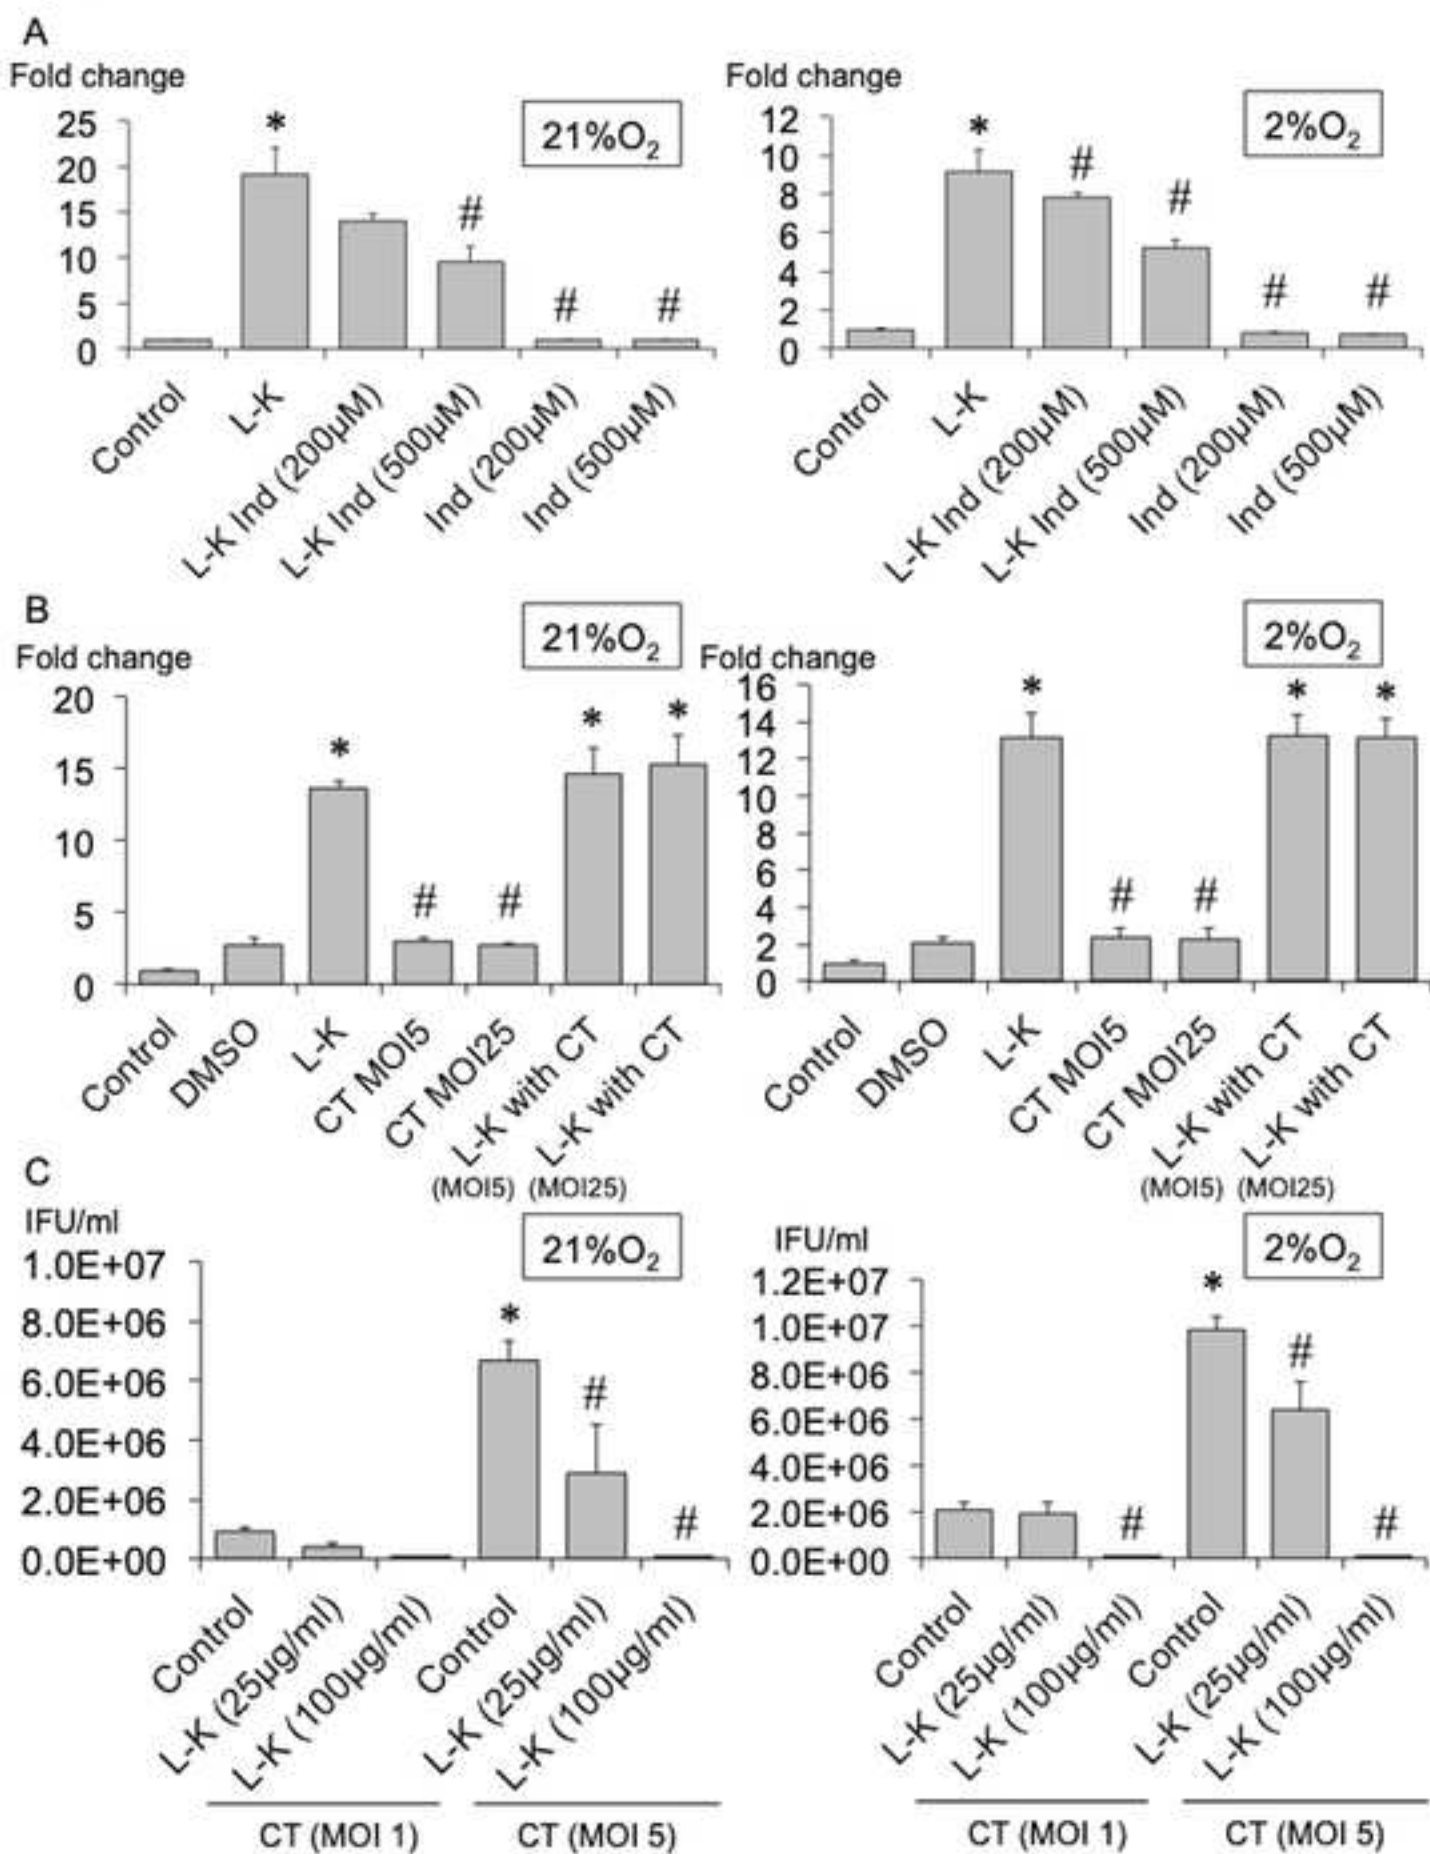 A
Fold change
21%O2
25
20
15
10
5
0
*
#
#
#
Control
L-K
L-K Ind (200µM)
L-K Ind (500µM)
Ind (200µM)
Ind (500µM)
Fold change
2%O2
12
10
8
6
4
2
0
*
#
#
#
#
Control
L-K
L-K Ind (200µM)
L-K Ind (500µM)
Ind (200µM)
Ind (500µM)
B
Fold change
21%O2
20
15
10
5
0
*
#
#
*
*
Control
DMSO
L-K
CT MOI5
CT MOI25
L-K with CT
L-K with CT
(MOI5) (MOI25)
Fold change
2%O2
16
14
12
10
8
6
4
2
0
*
#
#
*
*
Control
DMSO
L-K
CT MOI5
CT MOI25
L-K with CT
L-K with CT
(MOI5) (MOI25)
C
IFU/ml
21%O2
1.0E+07
8.0E+06
6.0E+06
4.0E+06
2.0E+06
0.0E+00
*
#
#
Control
L-K (25µg/ml)
L-K (100µg/ml)
Control
L-K (25µg/ml)
L-K (100µg/ml)
CT (MOI 1)
CT (MOI 5)
IFU/ml
2%O2
1.2E+07
1.0E+07
8.0E+06
6.0E+06
4.0E+06
2.0E+06
0.0E+00
#
*
#
#
Control
L-K (25µg/ml)
L-K (100µg/ml)
Control
L-K (25µg/ml)
L-K (100µg/ml)
CT (MOI 1)
CT (MOI 5)